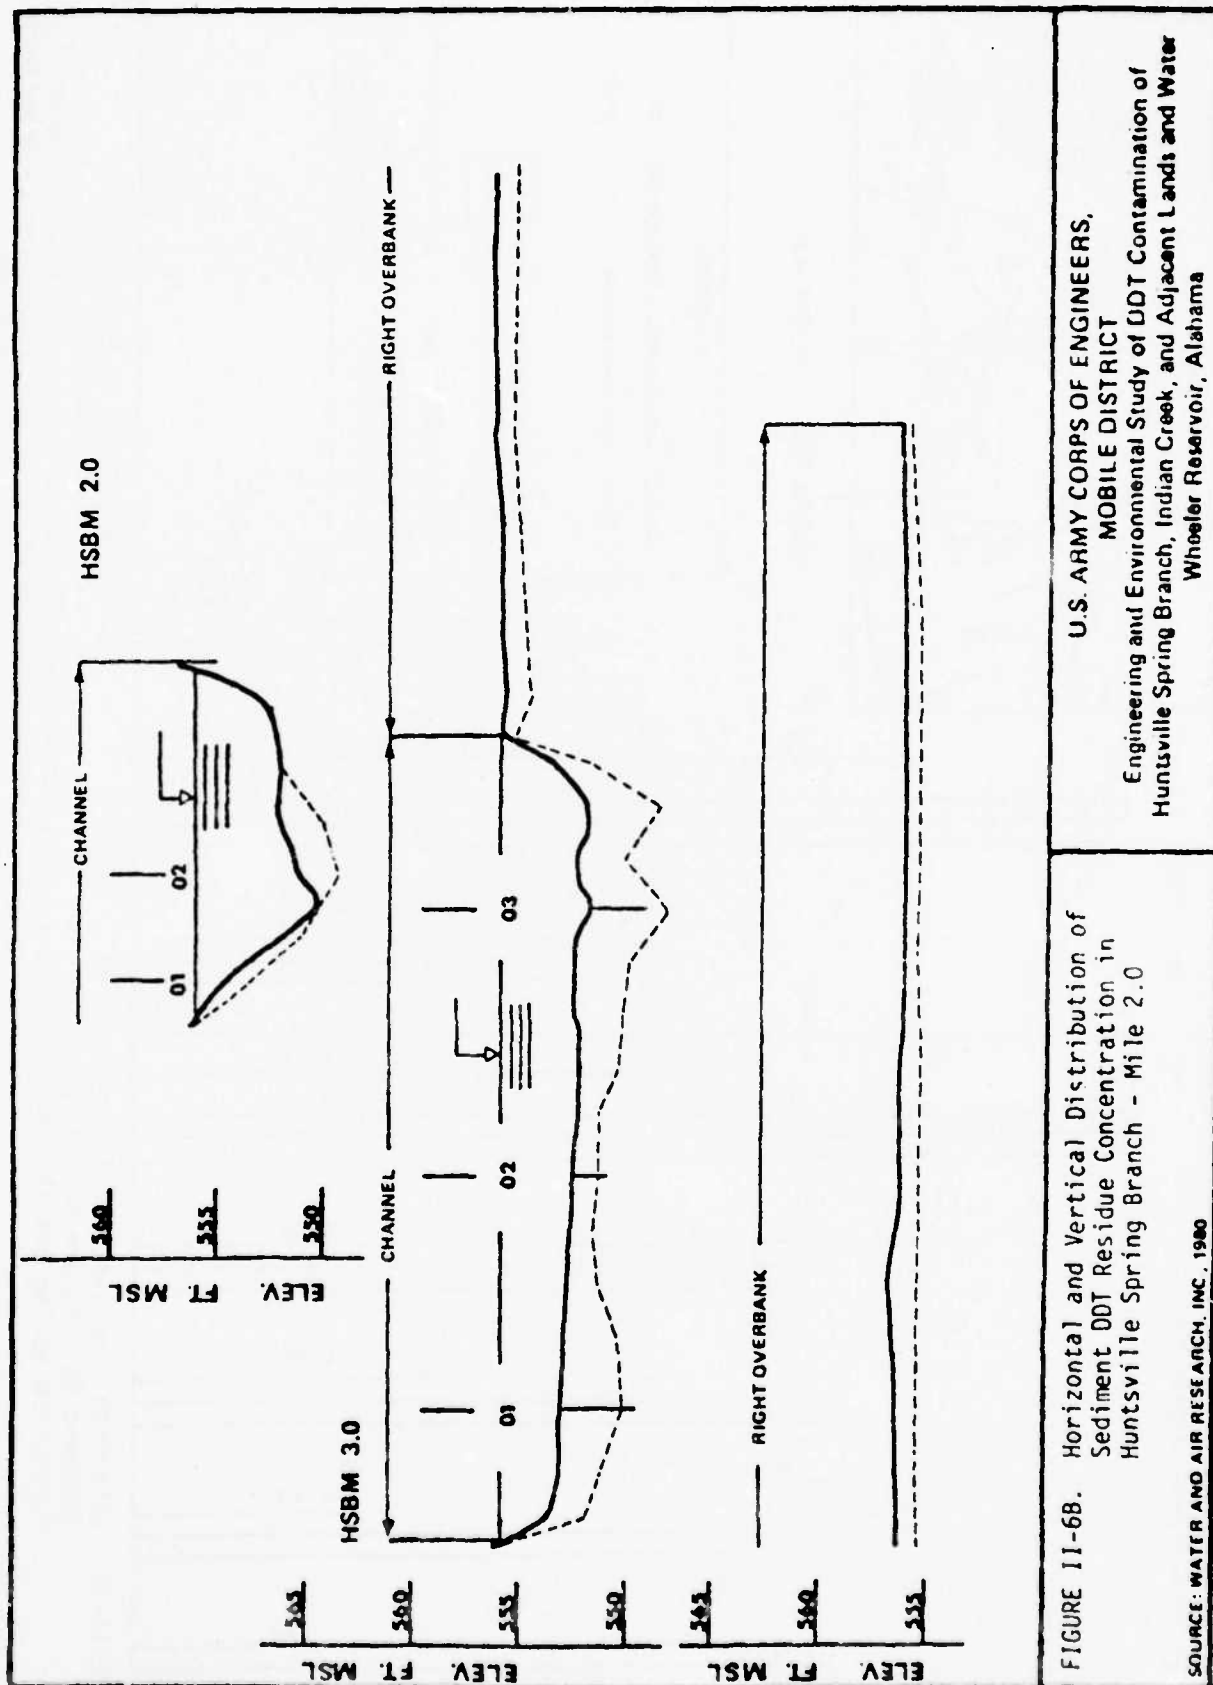 HSBM 2.0
CHANNEL
01
02
560
555
550
ELEV. FT. MSL
HSBM 3.0
CHANNEL
RIGHT OVERBANK
01
02
03
565
560
555
550
ELEV. FT. MSL
RIGHT OVERBANK
565
560
555
ELEV. FT. MSL
FIGURE II-6B. Horizontal and Vertical Distribution of
Sediment DDT Residue Concentration in
Huntsville Spring Branch - Mile 2.0
SOURCE: WATER AND AIR RESEARCH, INC., 1980
U.S. ARMY CORPS OF ENGINEERS,
MOBILE DISTRICT
Engineering and Environmental Study of DDT Contamination of
Huntsville Spring Branch, Indian Creek, and Adjacent Lands and Water
Wheeler Reservoir, Alabama